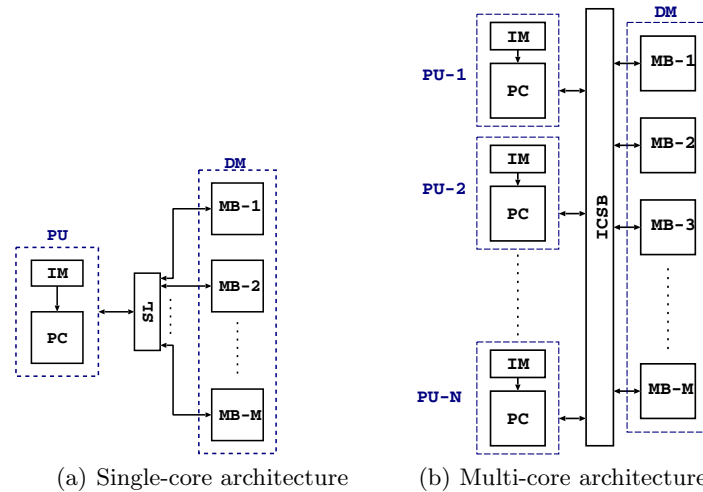 DM
MB-1
MB-2
MB-M
PU
IM
PC
SL
(a) Single-core architecture
PU-1
IM
PC
PU-2
IM
PC
PU-N
IM
PC
ICSB
DM
MB-1
MB-2
MB-3
MB-M
(b) Multi-core architecture